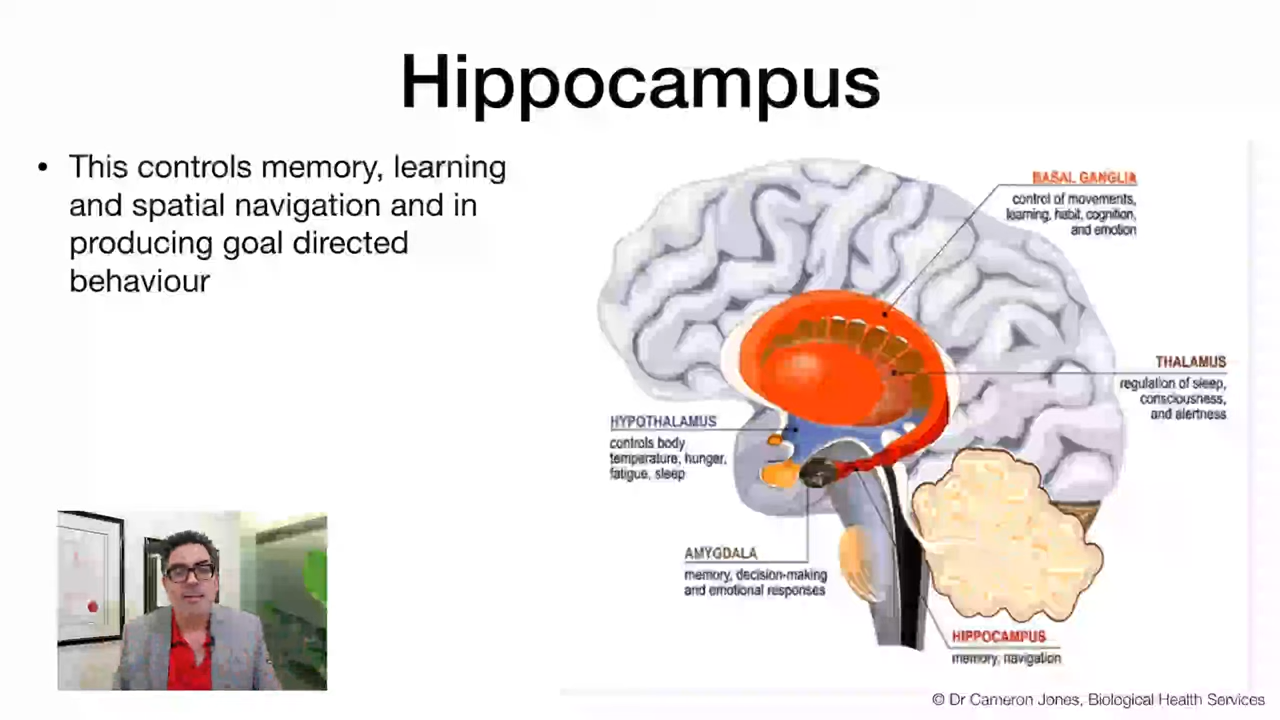 Hippocampus
• This controls memory, learning
and spatial navigation and in
producing goal directed
behaviour
BASAL GANGLIA
control of movements,
learning, habit, cognition,
and emotion
THALAMUS
regulation of sleep,
consciousness,
and alertness
HYPOTHALAMUS
controls body
temperature, hunger,
fatigue, sleep
AMYGDALA
memory, decision-making
and emotional responses
HIPPOCAMPUS
memory, navigation
© Dr Cameron Jones, Biological Health Services